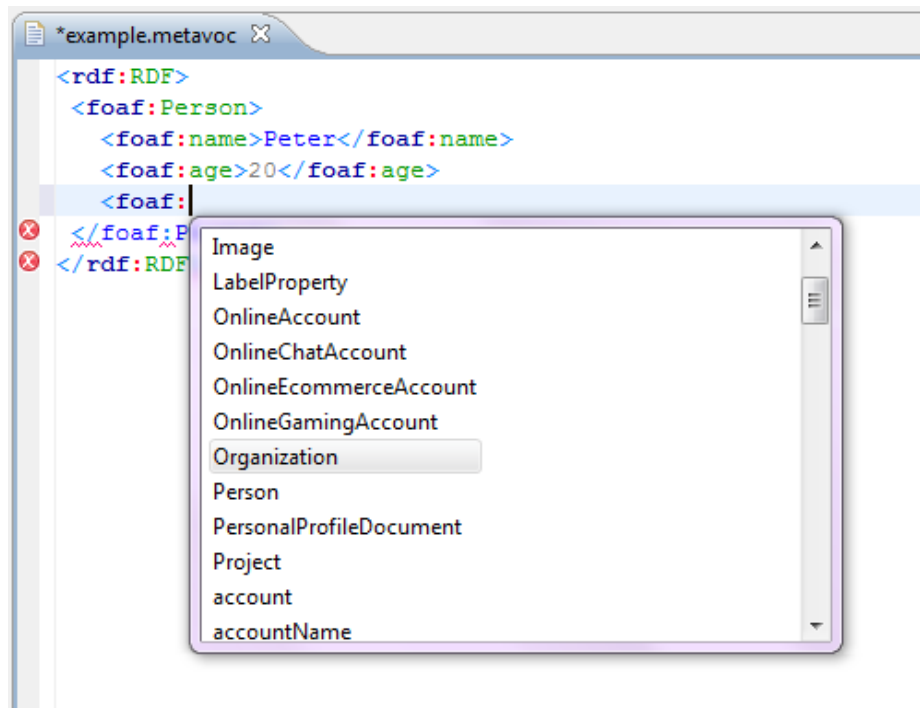 *example.metavoc
<rdf:RDF>
<foaf:Person>
<foaf:name>Peter</foaf:name>
<foaf:age>20</foaf:age>
<foaf:
</foaf:P
</rdf:RDF
Image
LabelProperty
OnlineAccount
OnlineChatAccount
OnlineEcommerceAccount
OnlineGamingAccount
Organization
Person
PersonalProfileDocument
Project
account
accountName